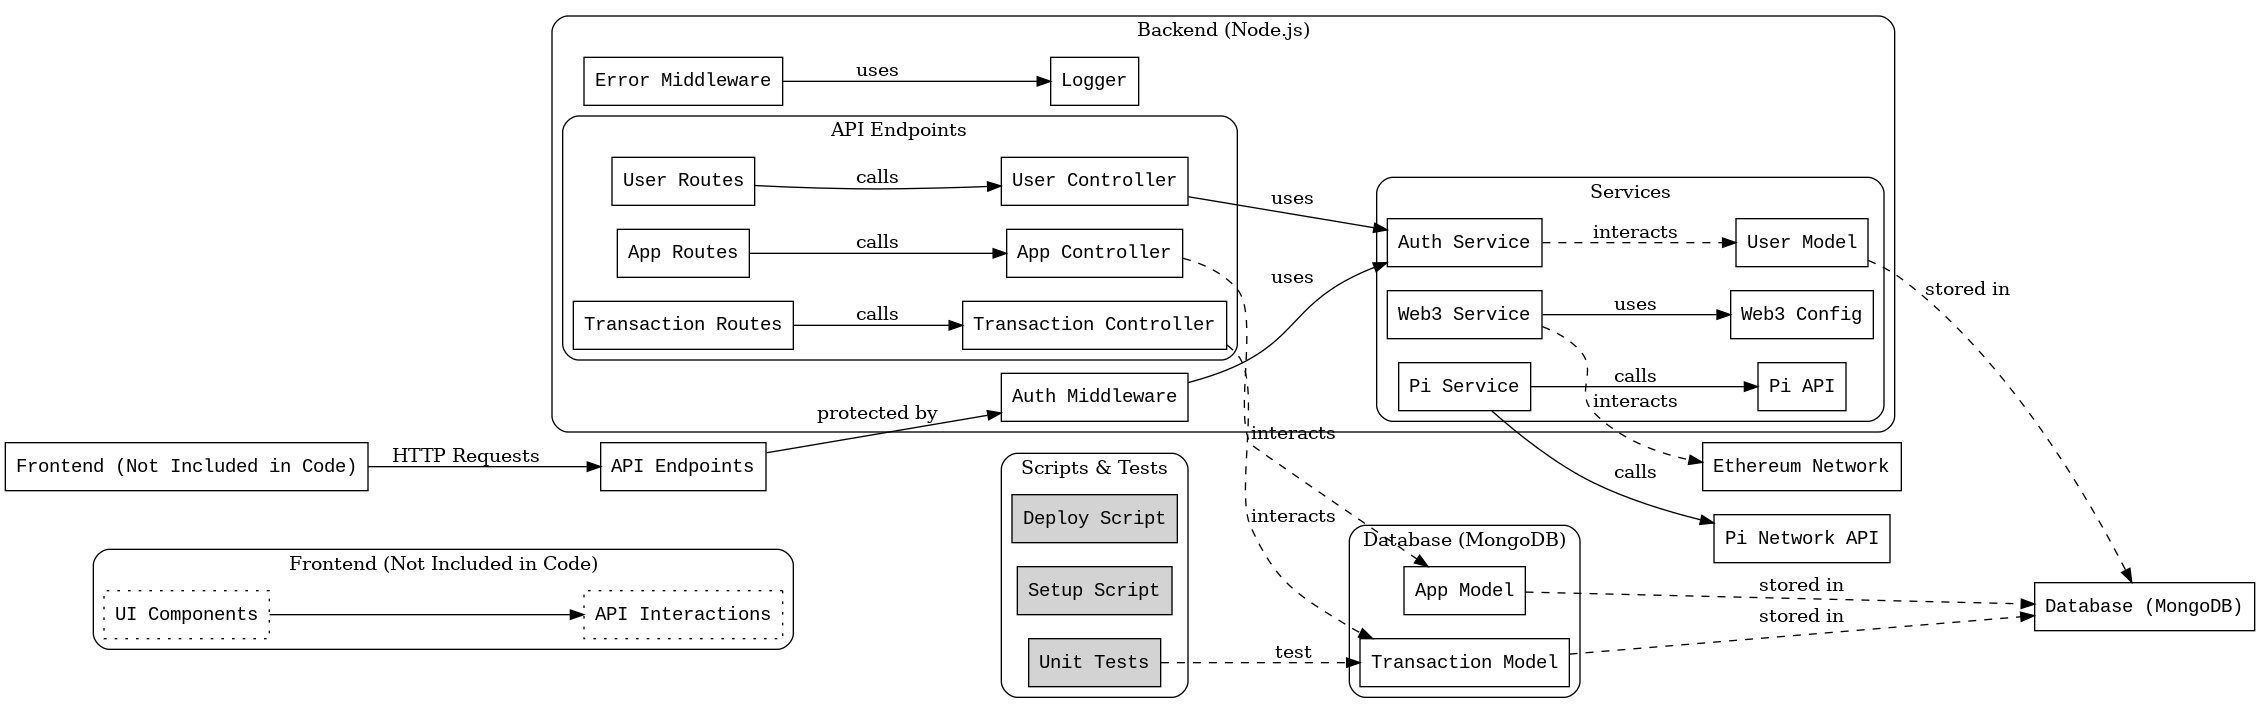 Backend (Node.js)
Error Middleware
uses
Logger
API Endpoints
User Routes
calls
User Controller
uses
App Routes
calls
App Controller
uses
Transaction Routes
calls
Transaction Controller
Auth Middleware
Services
Auth Service
interacts
User Model
stored in
Web3 Service
uses
Web3 Config
Pi Service
calls
Pi API
interacts
protected by
interacts
Frontend (Not Included in Code)
HTTP Requests
API Endpoints
Ethereum Network
calls
Pi Network API
Scripts & Tests
Deploy Script
Setup Script
Unit Tests
interacts
test
Database (MongoDB)
App Model
stored in
Transaction Model
stored in
Database (MongoDB)
Frontend (Not Included in Code)
UI Components
API Interactions